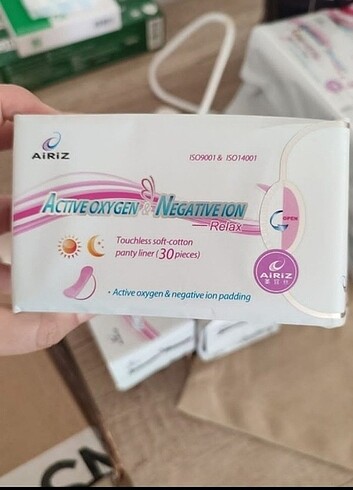 AiRiZ
ISO9001 & ISO14001
ACTIVE OXYGEN & NEGATIVE ION
Relax
OPEN
Touchless soft-cotton
panty liner (30 pieces)
AiRiZ
• Active oxygen & negative ion padding